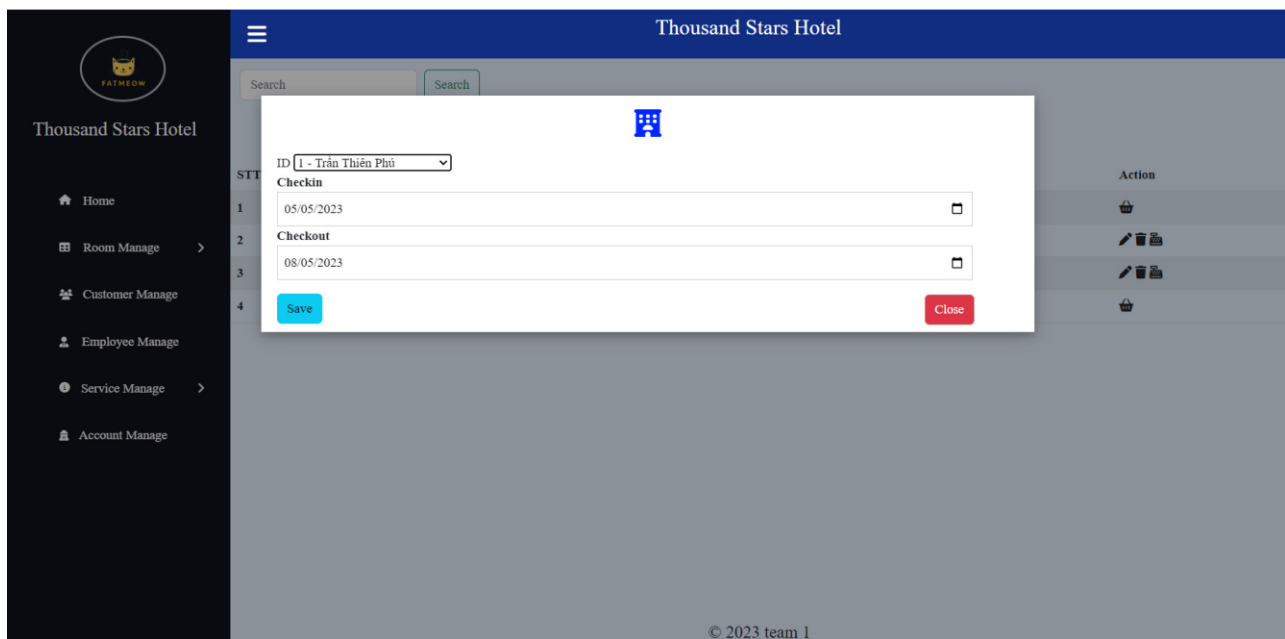 Thousand Stars Hotel
FATMEOW
Thousand Stars Hotel
Home
Room Manage
Customer Manage
Employee Manage
Service Manage
Account Manage
Search Search
ID 1 - Trần Thiên Phú
Checkin
05/05/2023
Checkout
08/05/2023
Save Close
STT Action
1
2
3
4
© 2023 team 1